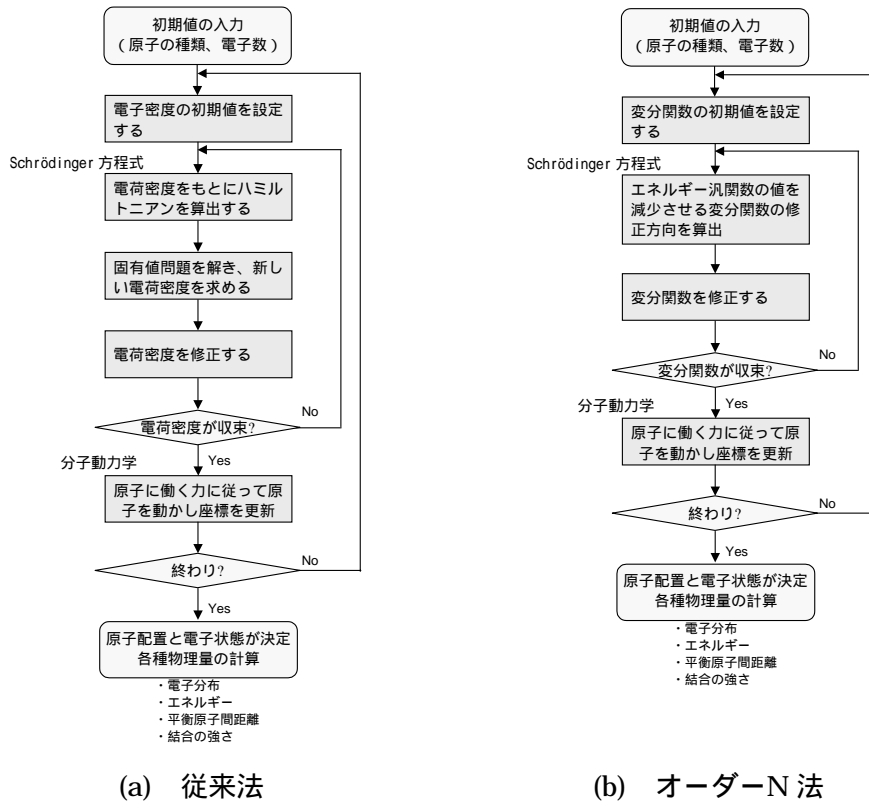 初期値の入力
(原子の種類、電子数)
電子密度の初期値を設定
する
Schrödinger 方程式
電荷密度をもとにハミル
トニアンを算出する
固有値問題を解き、新し
い電荷密度を求める
電荷密度を修正する
電荷密度が収束?
No
Yes
分子動力学
原子に働く力に従って原
子を動かし座標を更新
終わり?
No
Yes
原子配置と電子状態が決定
各種物理量の計算
・電子分布
・エネルギー
・平衡原子間距離
・結合の強さ
(a) 従来法
初期値の入力
(原子の種類、電子数)
変分関数の初期値を設定
する
Schrödinger 方程式
エネルギー汎関数の値を
減少させる変分関数の修
正方向を算出
変分関数を修正する
変分関数が収束?
No
Yes
分子動力学
原子に働く力に従って原
子を動かし座標を更新
終わり?
No
Yes
原子配置と電子状態が決定
各種物理量の計算
・電子分布
・エネルギー
・平衡原子間距離
・結合の強さ
(b) オーダーN 法